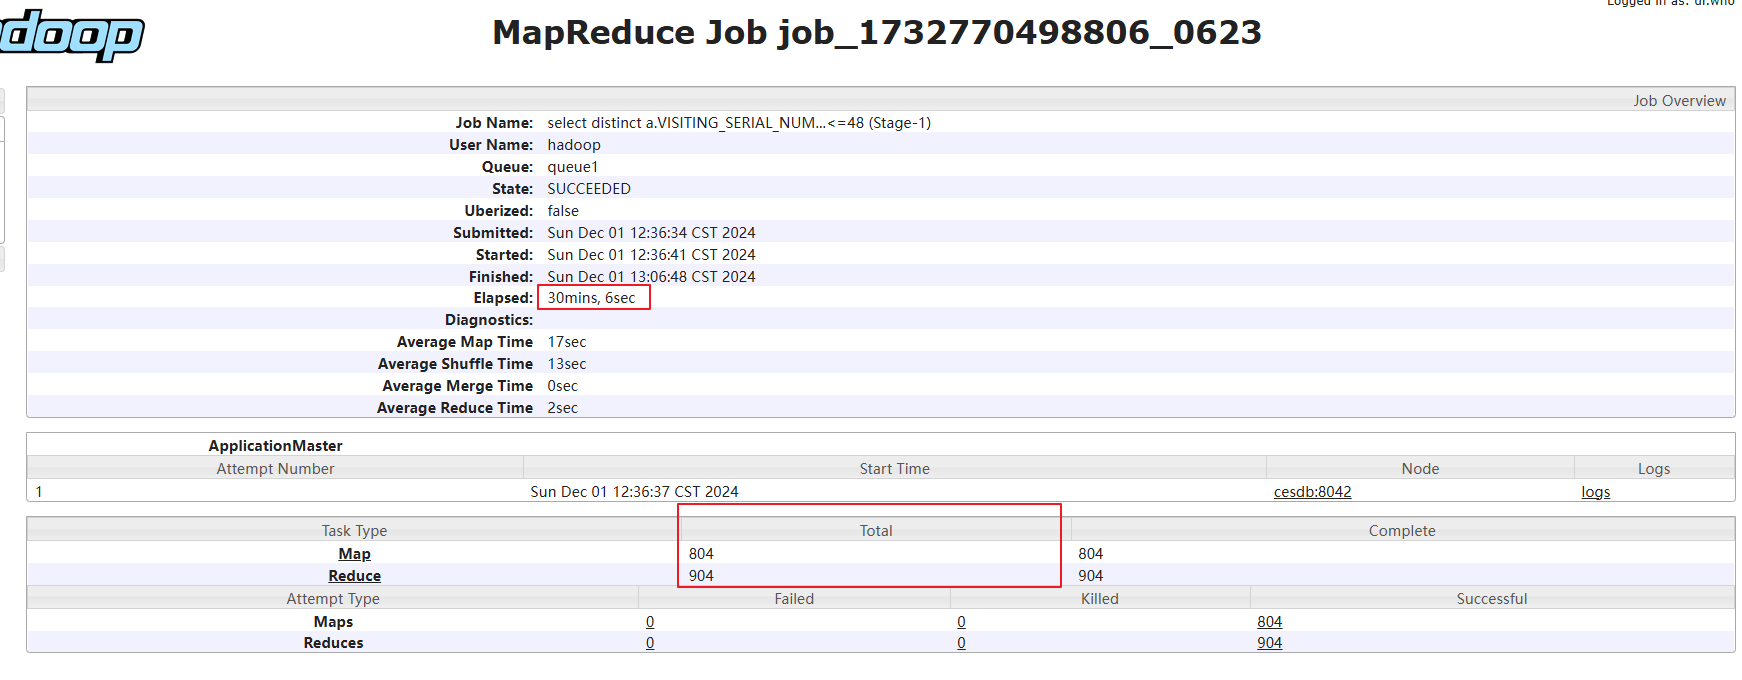 Logged in as: dr.who
doop
MapReduce Job job_1732770498806_0623
Job Overview
Job Name: select distinct a.VISITING_SERIAL_NUM...<=48 (Stage-1)
User Name: hadoop
Queue: queue1
State: SUCCEEDED
Uberized: false
Submitted: Sun Dec 01 12:36:34 CST 2024
Started: Sun Dec 01 12:36:41 CST 2024
Finished: Sun Dec 01 13:06:48 CST 2024
Elapsed: 30mins, 6sec
Diagnostics:
Average Map Time 17sec
Average Shuffle Time 13sec
Average Merge Time 0sec
Average Reduce Time 2sec
ApplicationMaster
Attempt Number Start Time Node Logs
1 Sun Dec 01 12:36:37 CST 2024 cesdb:8042 logs
Task Type Total Complete
Map 804 804
Reduce 904 904
Attempt Type Failed Killed Successful
Maps 0 0 804
Reduces 0 0 904